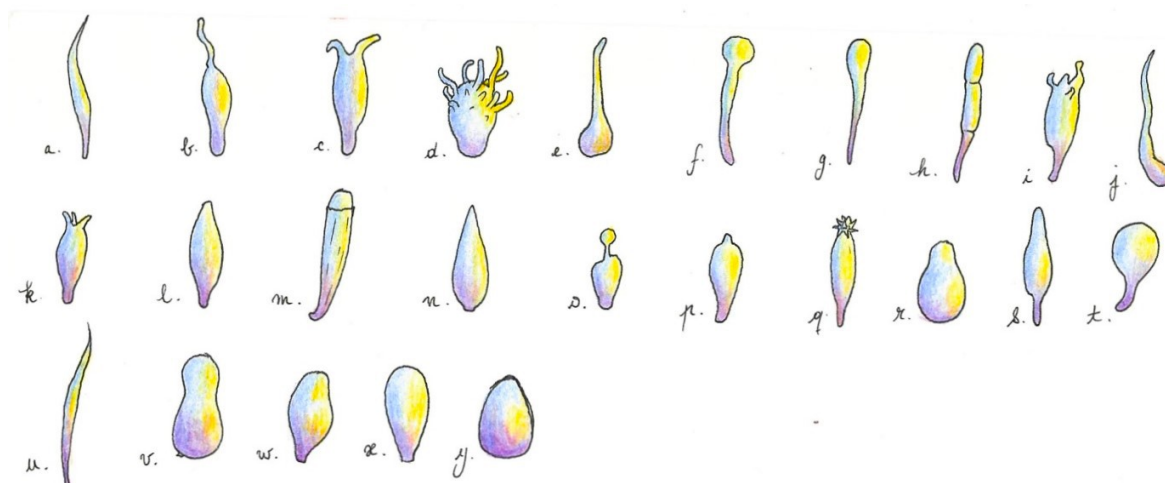 a. b. c. d. e. f. g. h. i j.
k. l. m. n. o. p. q. r. s. t.
u. v. w. x. y.